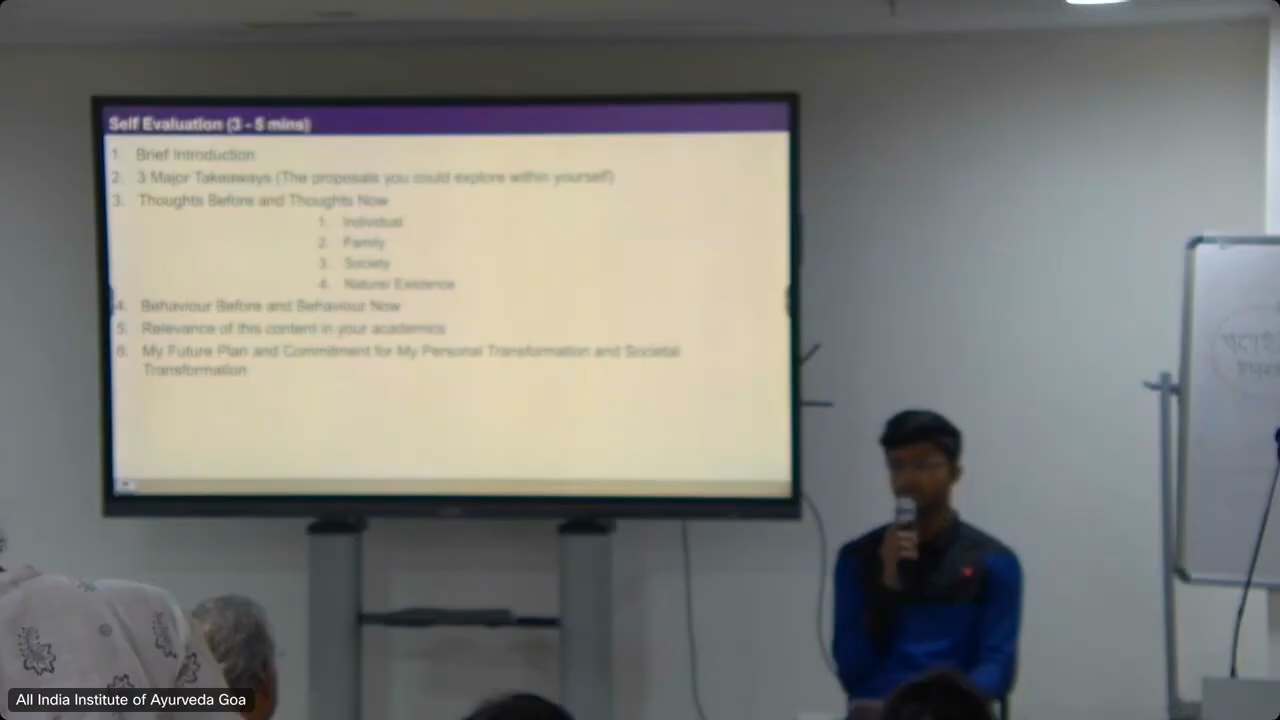 Self Evaluation (3 - 5 mins)
1. Brief Introduction
2. 3 Major Takeaways (The proposals you could explore within yourself)
3. Thoughts Before and Thoughts Now
1. Individual
2. Family
3. Society
4. Natural Existence
4. Behaviour Before and Behaviour Now
5. Relevance of this content in your academics
6. My Future Plan and Commitment for My Personal Transformation and Societal
Transformation
All India Institute of Ayurveda Goa